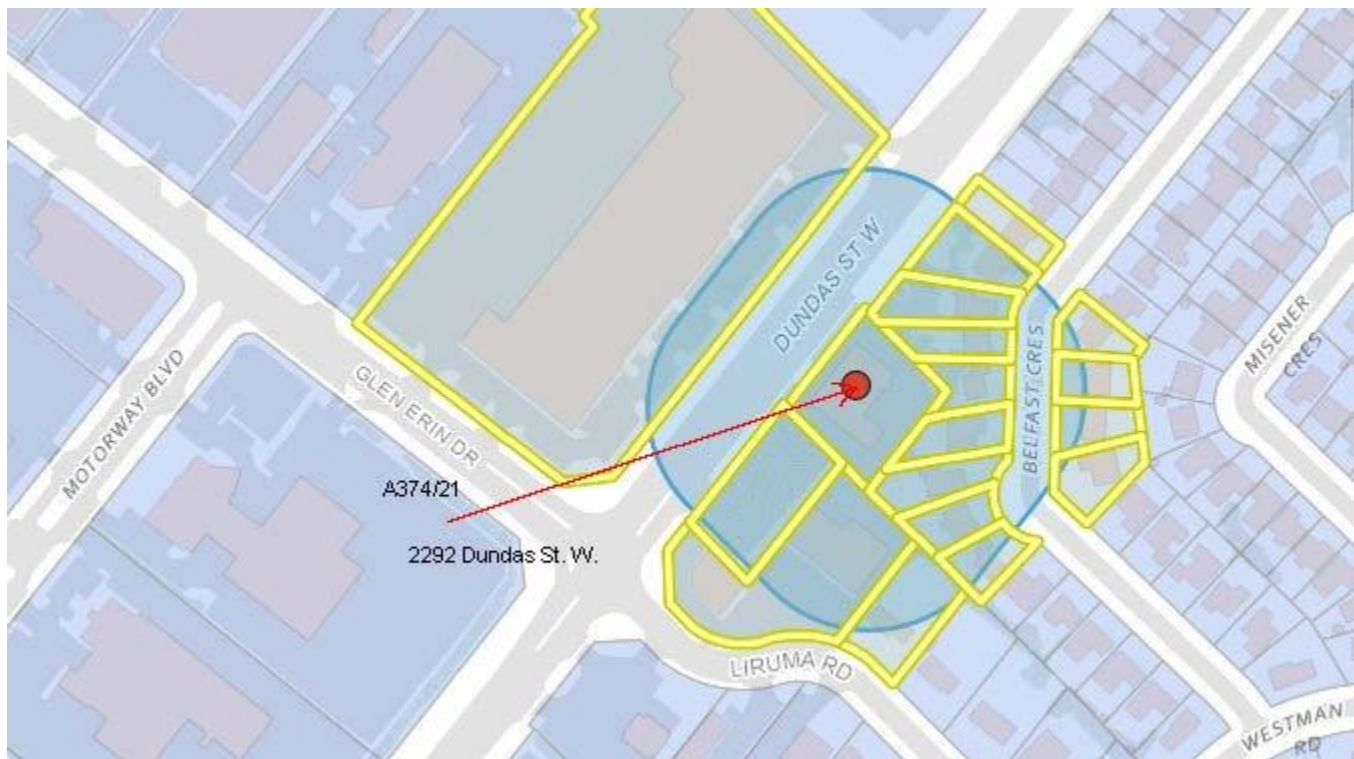 DUNDAS ST W
MISENER
CRES
BELFAST CRES
MOTORWAY BLVD
GLEN ERIN DR
A374/21
2292 Dundas St. W.
LIRUMA RD
WESTMAN
RD